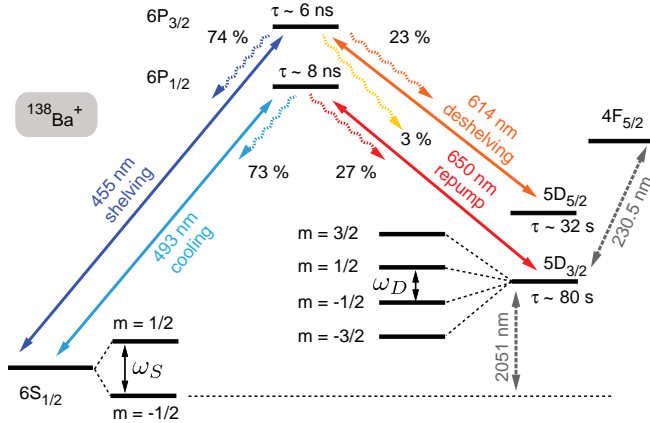 6P3/2
τ ~ 6 ns
74 %
23 %
6P1/2
τ ~ 8 ns
138Ba+
614 nm
deshelving
4F5/2
3 %
73 %
27 %
650 nm
repump
455 nm
shelving
493 nm
cooling
5D5/2
τ ~ 32 s
230.5 nm
m = 3/2
m = 1/2
ωD
m = -1/2
m = -3/2
5D3/2
τ ~ 80 s
2051 nm
m = 1/2
ωS
6S1/2
m = -1/2